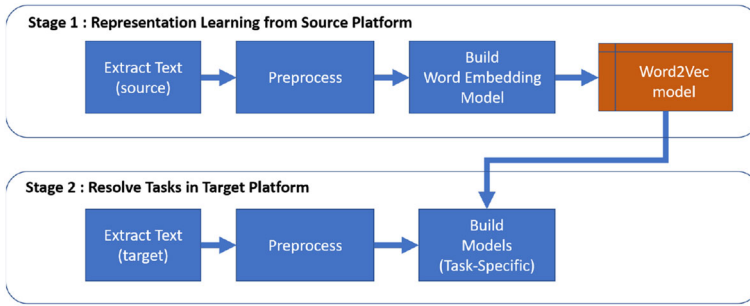 Stage 1 : Representation Learning from Source Platform
Extract Text
(source)
Preprocess
Build
Word Embedding
Model
Word2Vec
model
Stage 2 : Resolve Tasks in Target Platform
Extract Text
(target)
Preprocess
Build
Models
(Task-Specific)